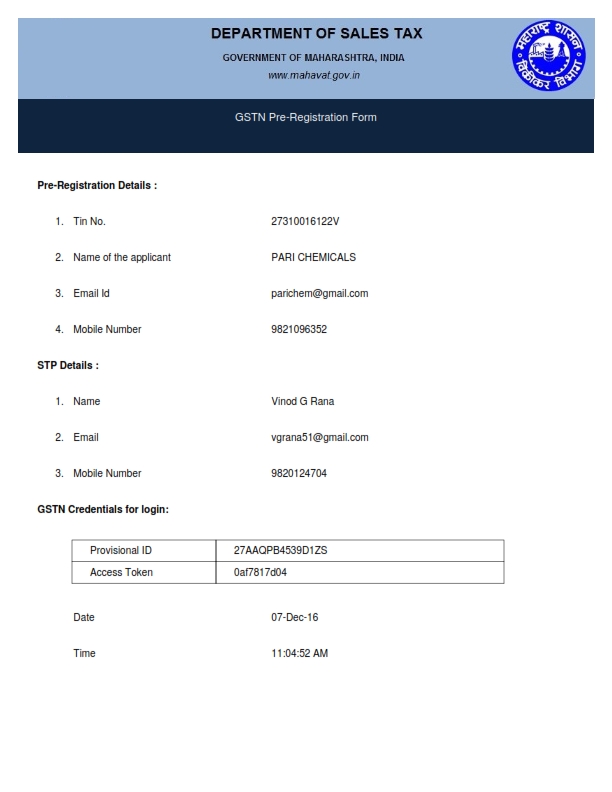 DEPARTMENT OF SALES TAX
GOVERNMENT OF MAHARASHTRA, INDIA
www.mahavat.gov.in
महाराष्ट्र शासन
विक्रीकर विभाग
GSTN Pre-Registration Form
Pre-Registration Details :
1. Tin No. 27310016122V
2. Name of the applicant PARI CHEMICALS
3. Email Id parichem@gmail.com
4. Mobile Number 9821096352
STP Details :
1. Name Vinod G Rana
2. Email vgrana51@gmail.com
3. Mobile Number 9820124704
GSTN Credentials for login:
Provisional ID 27AAQPB4539D1ZS
Access Token 0af7817d04
Date 07-Dec-16
Time 11:04:52 AM